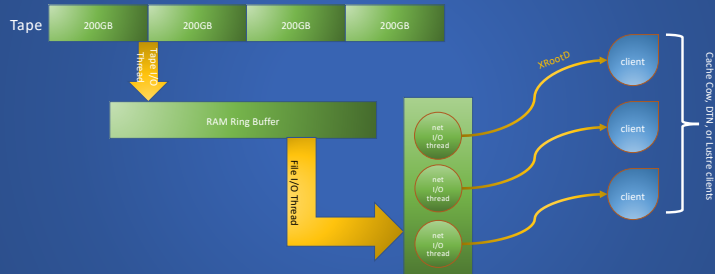 Tape
200GB
200GB
200GB
200GB
Tape I/O
Thread
RAM Ring Buffer
File I/O Thread
net
I/O
thread
net
I/O
thread
net
I/O
thread
XRootD
client
client
client
Cache Cow, DTN, or Lustre clients